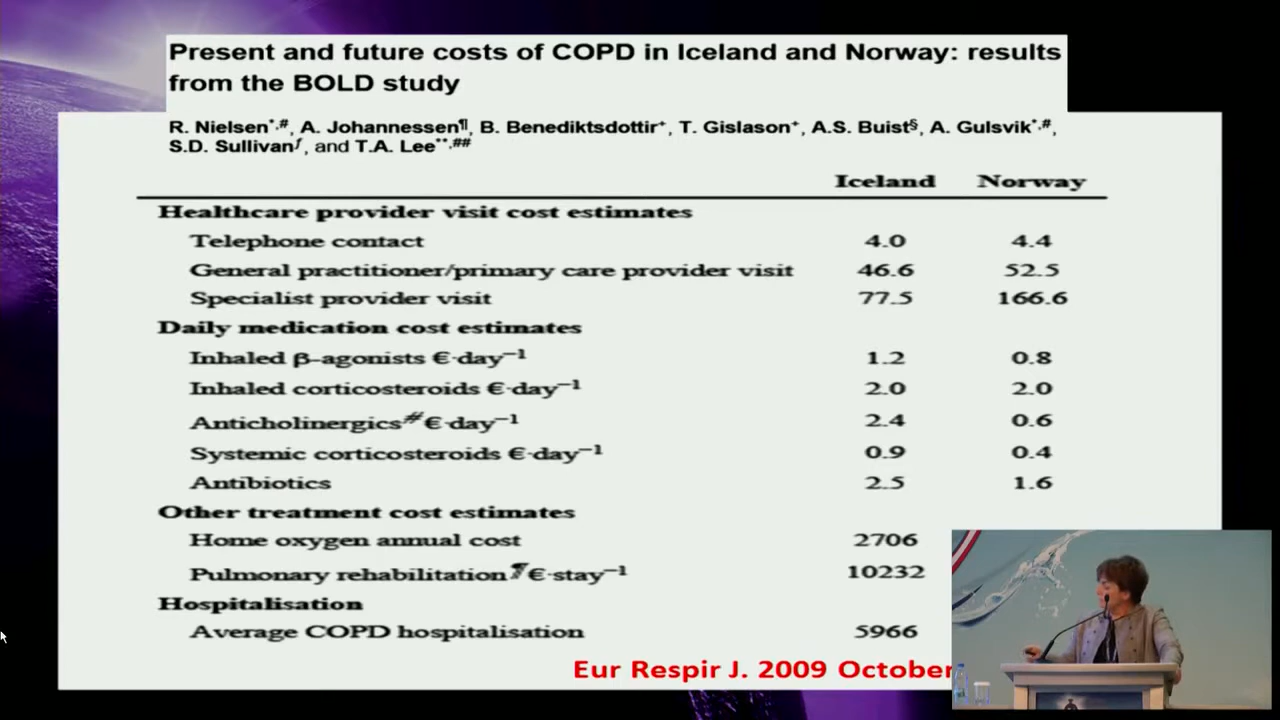 Present and future costs of COPD in Iceland and Norway: results
from the BOLD study
R. Nielsen*,#, A. Johannessen¶, B. Benediktsdottir+, T. Gislason+, A.S. Buist§, A. Gulsvik*,#,
S.D. Sullivanƒ, and T.A. Lee**,##
Iceland Norway
Healthcare provider visit cost estimates
Telephone contact 4.0 4.4
General practitioner/primary care provider visit 46.6 52.5
Specialist provider visit 77.5 166.6
Daily medication cost estimates
Inhaled β-agonists €·day−1 1.2 0.8
Inhaled corticosteroids €·day−1 2.0 2.0
Anticholinergics# €·day−1 2.4 0.6
Systemic corticosteroids €·day−1 0.9 0.4
Antibiotics 2.5 1.6
Other treatment cost estimates
Home oxygen annual cost 2706
Pulmonary rehabilitation¶ €·stay−1 10232
Hospitalisation
Average COPD hospitalisation 5966
Eur Respir J. 2009 October